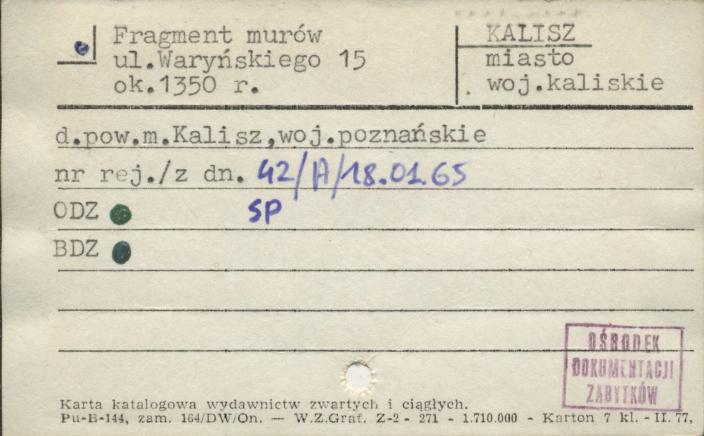 Fragment murów
ul.Waryńskiego 15
ok.1350 r.
KALISZ
miasto
woj.kaliskie
d.pow.m.Kalisz,woj.poznańskie
nr rej./z dn. 42/A/18.01.65
ODZ SP
BDZ
OŚRODEK
DOKUMENTACJI
ZABYTKÓW
Karta katalogowa wydawnictw zwartych i ciągłych.
Pu-B-144, zam. 164/DW/On. — W.Z.Graf. Z-2 - 271 - 1.710.000 - Karton 7 kl. - II. 77,